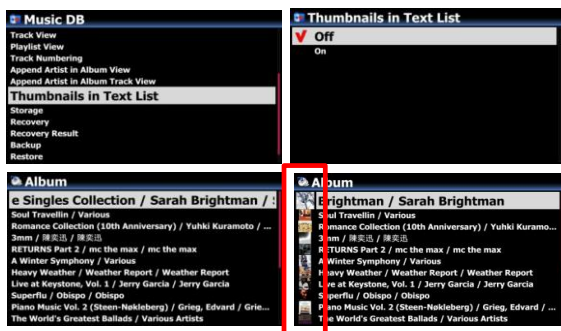 Music DB
Track View
Playlist View
Track Numbering
Append Artist in Album View
Append Artist in Album Track View
Thumbnails in Text List
Storage
Recovery
Recovery Result
Backup
Restore
Thumbnails in Text List
Off
On
Album
e Singles Collection / Sarah Brightman /
Soul Travellin / Various
Romance Collection (10th Anniversary) / Yuhki Kuramoto / ...
3mm / 陳奕迅 / 陳奕迅
RETURNS Part 2 / mc the max / mc the max
A Winter Symphony / Various
Heavy Weather / Weather Report / Weather Report
Live at Keystone, Vol. 1 / Jerry Garcia / Jerry Garcia
Superflu / Obispo / Obispo
Piano Music Vol. 2 (Steen-Nøkleberg) / Grieg, Edvard / Grie...
The World's Greatest Ballads / Various Artists
Album
Brightman / Sarah Brightman
Soul Travellin / Various
Romance Collection (10th Anniversary) / Yuhki Kuramo...
3mm / 陳奕迅 / 陳奕迅
RETURNS Part 2 / mc the max / mc the max
A Winter Symphony / Various
Heavy Weather / Weather Report / Weather Report
Live at Keystone, Vol. 1 / Jerry Garcia / Jerry Garcia
Superflu / Obispo / Obispo
Piano Music Vol. 2 (Steen-Nøkleberg) / Grieg, Edvard / ...
The World's Greatest Ballads / Various Artists